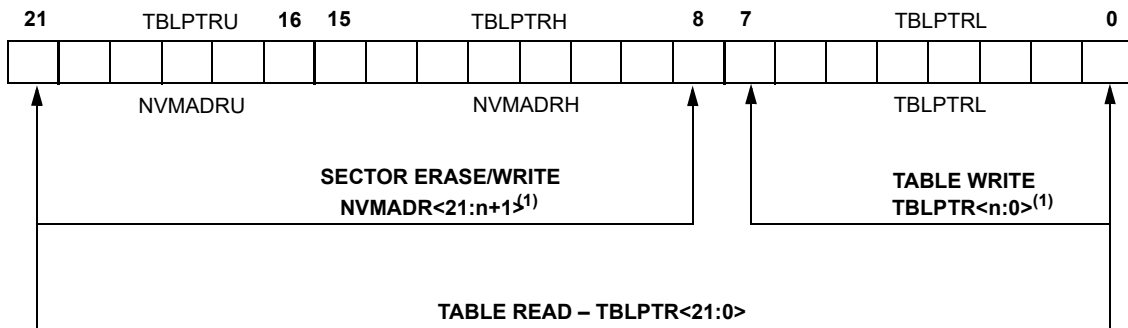 21 TBLPTRU 16 15 TBLPTRH 8 7 TBLPTRL 0
NVMADRU NVMADRH TBLPTRL
SECTOR ERASE/WRITE
NVMADR<21:n+1>(1)
TABLE WRITE
TBLPTR<n:0>(1)
TABLE READ – TBLPTR<21:0>